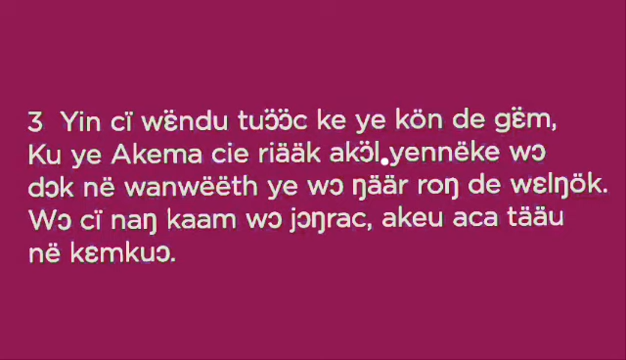 3 Yin cï wɛ̈ndu tuɔ̈ɔ̈c ke ye kön de gɛ̈m,
Ku ye Akema cie riääk akɔ̈l.yennëke wɔ
dɔk në wanwëëth ye wɔ ŋäär roŋ de wɛlŋök.
Wɔ cï naŋ kaam wɔ jɔŋrac, akeu aca tääu
në kɛmkuɔ.